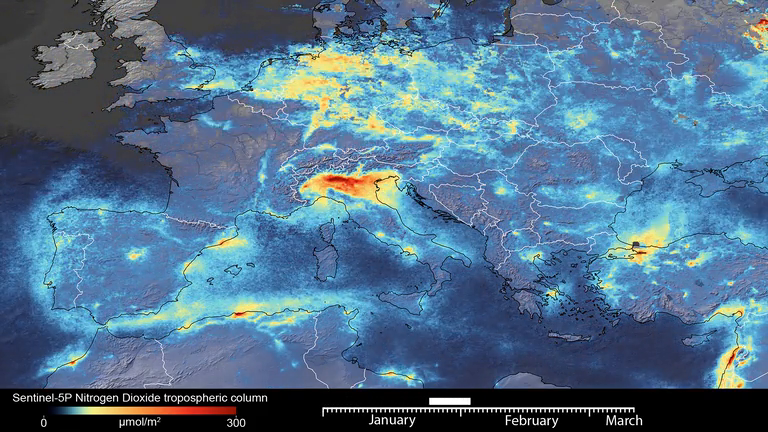 Sentinel-5P Nitrogen Dioxide tropospheric column
0 μmol/m² 300
January February March